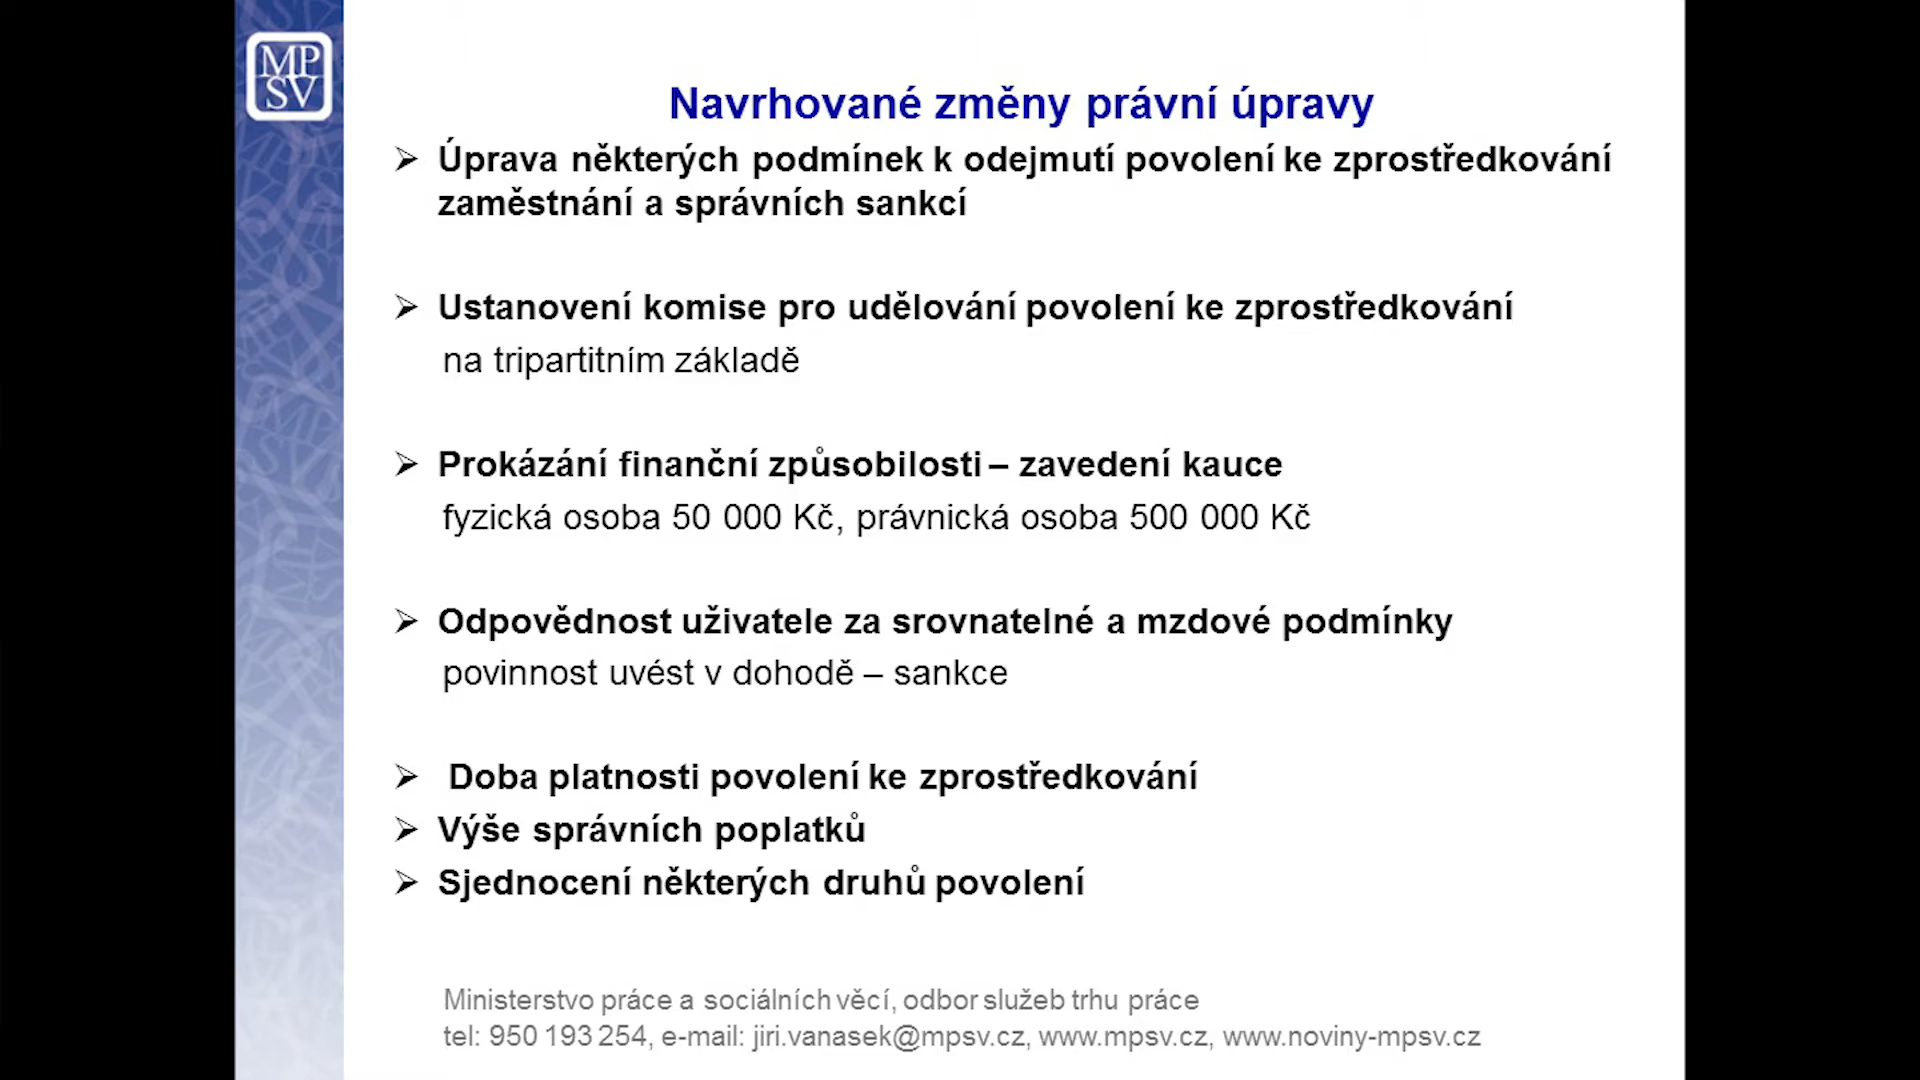 MP
SV
Navrhované změny právní úpravy
➢ Úprava některých podmínek k odejmutí povolení ke zprostředkování
zaměstnání a správních sankcí
➢ Ustanovení komise pro udělování povolení ke zprostředkování
na tripartitním základě
➢ Prokázání finanční způsobilosti – zavedení kauce
fyzická osoba 50 000 Kč, právnická osoba 500 000 Kč
➢ Odpovědnost uživatele za srovnatelné a mzdové podmínky
povinnost uvést v dohodě – sankce
➢ Doba platnosti povolení ke zprostředkování
➢ Výše správních poplatků
➢ Sjednocení některých druhů povolení
Ministerstvo práce a sociálních věcí, odbor služeb trhu práce
tel: 950 193 254, e-mail: jiri.vanasek@mpsv.cz, www.mpsv.cz, www.noviny-mpsv.cz